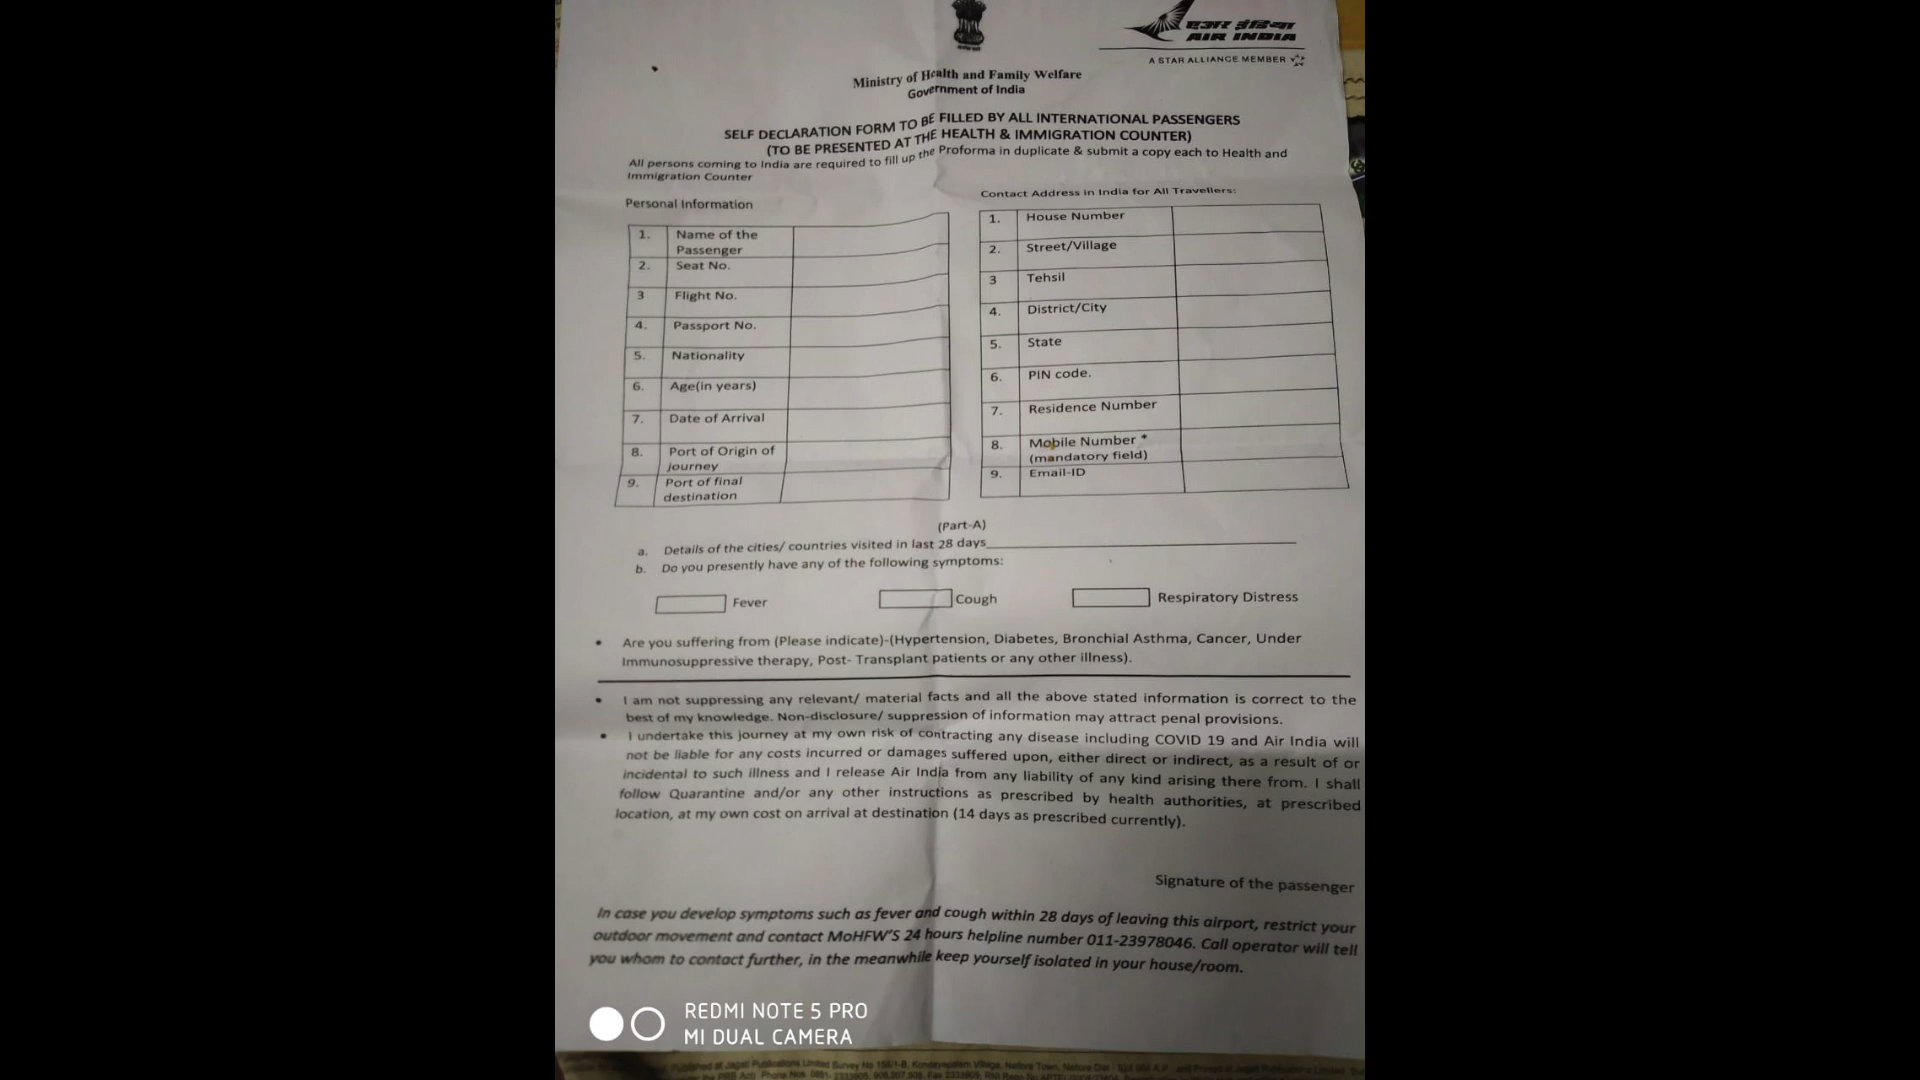 एअर इंडिया
AIR INDIA
A STAR ALLIANCE MEMBER
Ministry of Health and Family Welfare
Government of India
SELF DECLARATION FORM TO BE FILLED BY ALL INTERNATIONAL PASSENGERS
(TO BE PRESENTED AT THE HEALTH & IMMIGRATION COUNTER)
All persons coming to India are required to fill up the Proforma in duplicate & submit a copy each to Health and
Immigration Counter
Personal Information
1. Name of the
Passenger
2. Seat No.
3 Flight No.
4. Passport No.
5. Nationality
6. Age(in years)
7. Date of Arrival
8. Port of Origin of
journey
9. Port of final
destination
Contact Address in India for All Travellers:
1. House Number
2. Street/Village
3 Tehsil
4. District/City
5. State
6. PIN code.
7. Residence Number
8. Mobile Number *
(mandatory field)
9. Email-ID
(Part-A)
a. Details of the cities/ countries visited in last 28 days
b. Do you presently have any of the following symptoms:
Fever Cough Respiratory Distress
• Are you suffering from (Please indicate)-(Hypertension, Diabetes, Bronchial Asthma, Cancer, Under
Immunosuppressive therapy, Post- Transplant patients or any other illness).
• I am not suppressing any relevant/ material facts and all the above stated information is correct to the
best of my knowledge. Non-disclosure/ suppression of information may attract penal provisions.
• I undertake this journey at my own risk of contracting any disease including COVID 19 and Air India will
not be liable for any costs incurred or damages suffered upon, either direct or indirect, as a result of or
incidental to such illness and I release Air India from any liability of any kind arising there from. I shall
follow Quarantine and/or any other instructions as prescribed by health authorities, at prescribed
location, at my own cost on arrival at destination (14 days as prescribed currently).
Signature of the passenger
In case you develop symptoms such as fever and cough within 28 days of leaving this airport, restrict your
outdoor movement and contact MoHFW'S 24 hours helpline number 011-23978046. Call operator will tell
you whom to contact further, in the meanwhile keep yourself isolated in your house/room.
REDMI NOTE 5 PRO
MI DUAL CAMERA